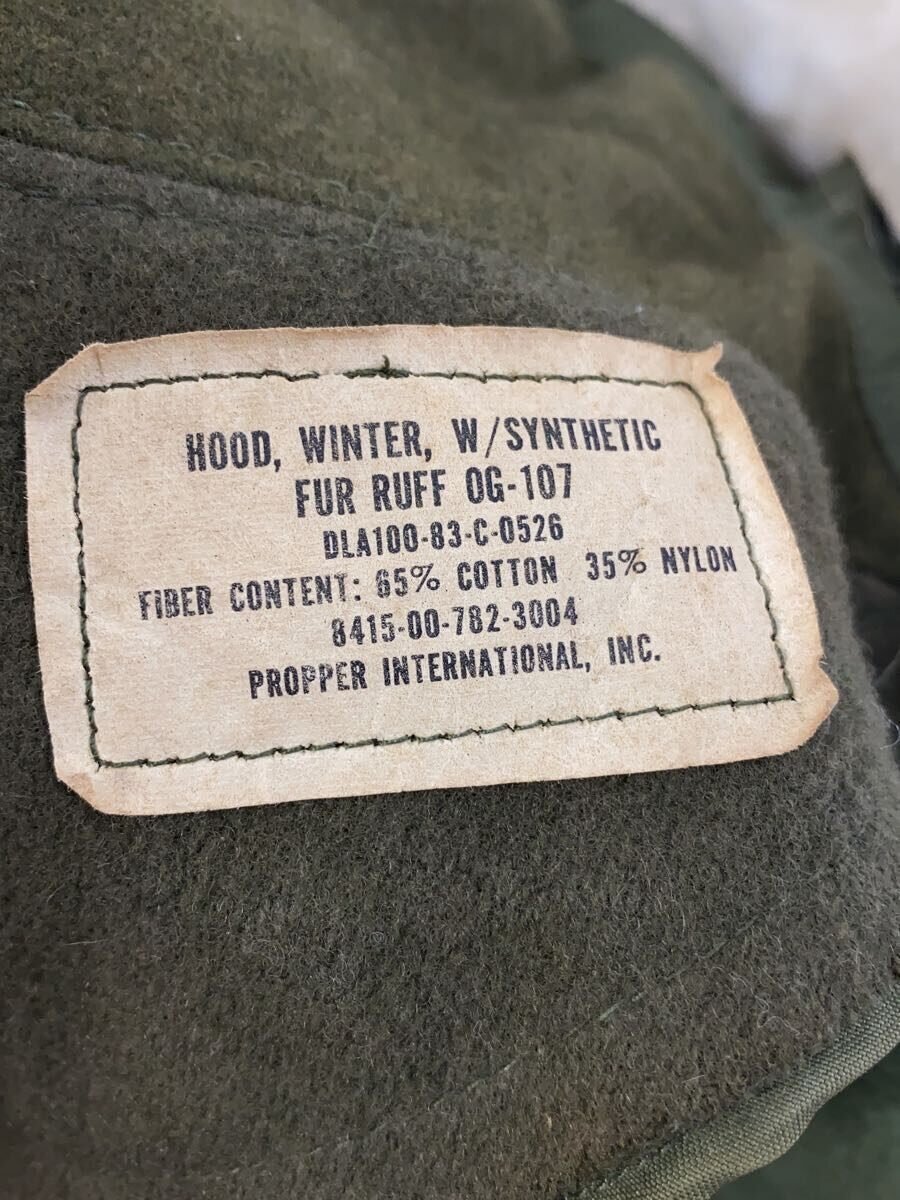 HOOD, WINTER, W/SYNTHETIC
FUR RUFF OG-107
DLA100-83-C-0526
FIBER CONTENT: 65% COTTON 35% NYLON
8415-00-782-3004
PROPPER INTERNATIONAL, INC.